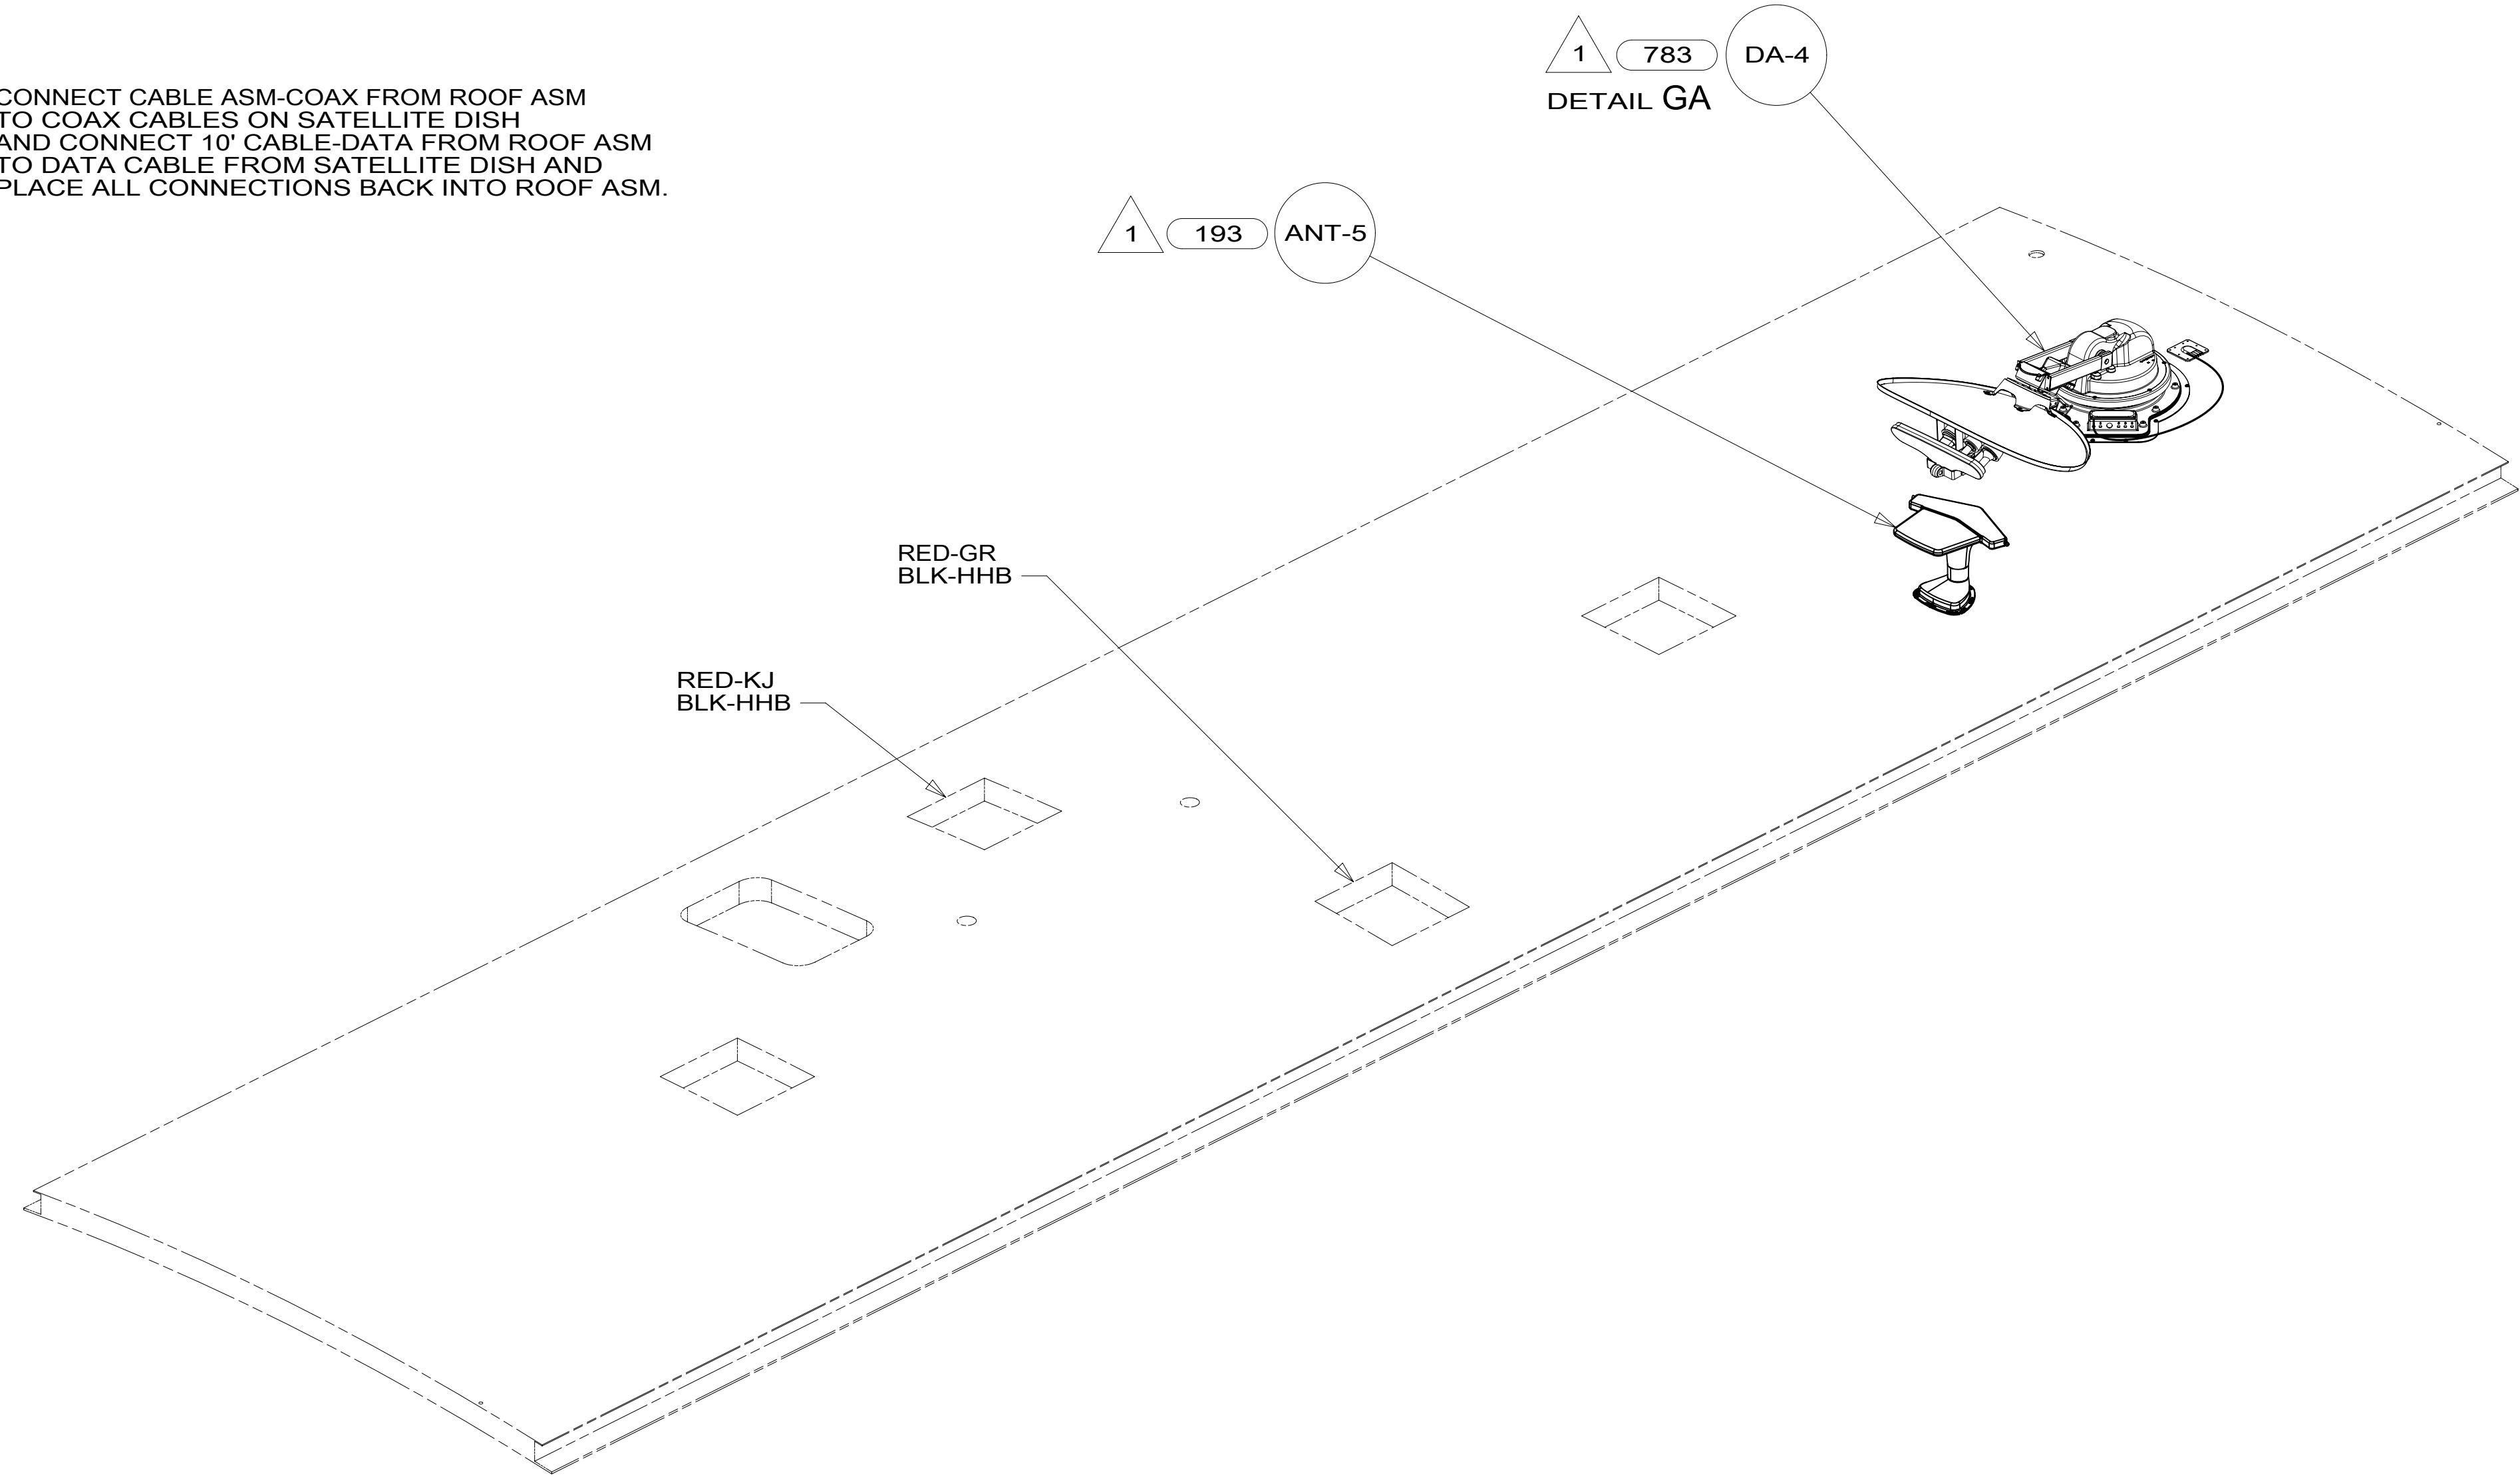 CONNECT CABLE ASM-COAX FROM ROOF ASM
TO COAX CABLES ON SATELLITE DISH
AND CONNECT 10' CABLE-DATA FROM ROOF ASM
TO DATA CABLE FROM SATELLITE DISH AND
PLACE ALL CONNECTIONS BACK INTO ROOF ASM.
1 783 DA-4
DETAIL GA
1 193 ANT-5
RED-GR
BLK-HHB
RED-KJ
BLK-HHB